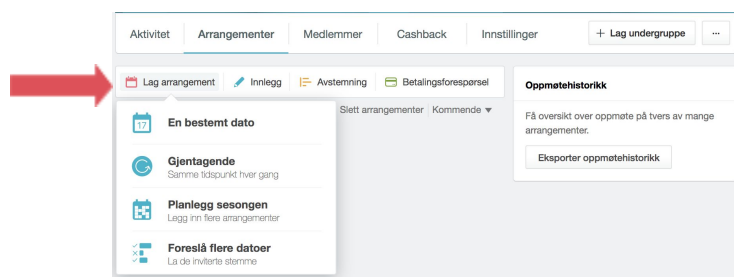 Aktivitet Arrangementer Medlemmer Cashback Innstillinger + Lag undergruppe ...
Lag arrangement Innlegg Avstemning Betalingsforespørsel
Slett arrangementer Kommende ▼
17 En bestemt dato
Gjentagende
Samme tidspunkt hver gang
Planlegg sesongen
Legg inn flere arrangementer
Foreslå flere datoer
La de inviterte stemme
Oppmøtehistorikk
Få oversikt over oppmøte på tvers av mange
arrangementer.
Eksporter oppmøtehistorikk